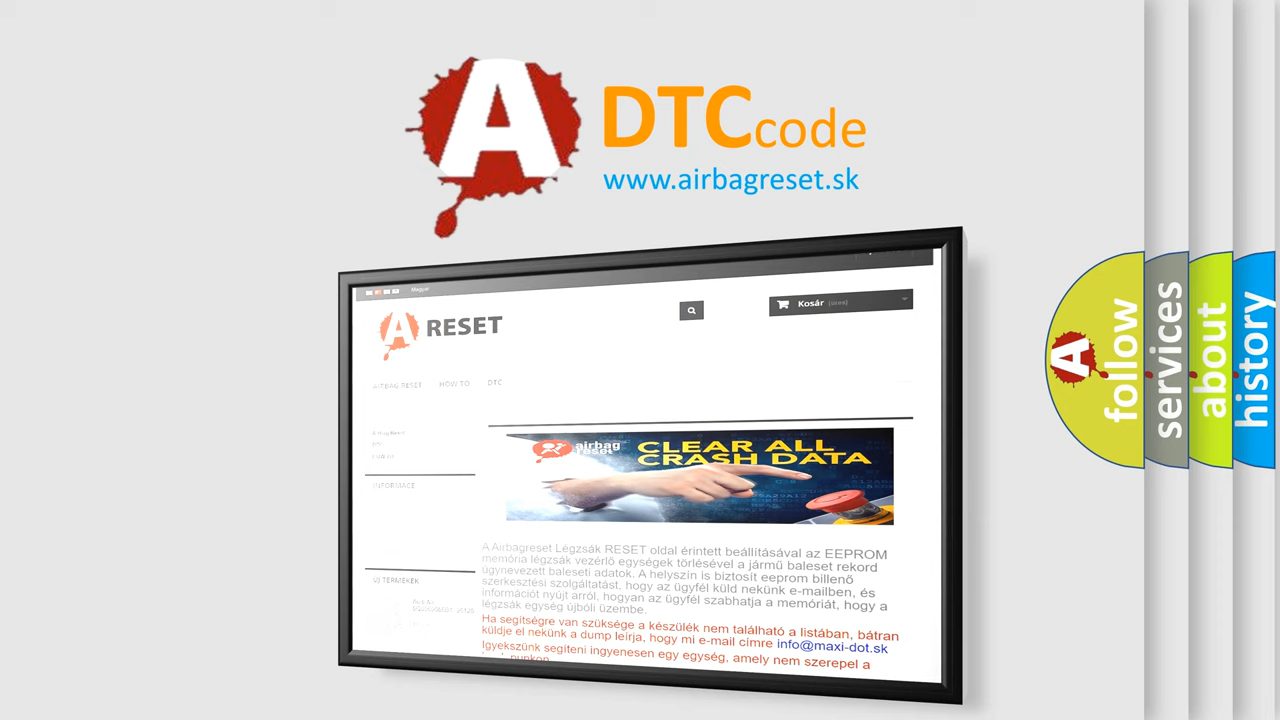 A
DTCcode
www.airbagreset.sk
Magyar
A RESET
Kosár (üres)
AIRBAG RESET HOW TO DTC
INFORMACE
airbag
reset
CLEAR ALL
CRASH DATA
A Airbagreset Légzsák RESET oldal érintett beállításával az EEPROM
memória légzsák vezérlő egységek törlésével a jármű baleset rekord
úgynevezett baleseti adatok. A helyszín is biztosít eeprom billenő
szerkesztési szolgáltatást, hogy az ügyfél küld nekünk e-mailben, és
információt nyújt arról, hogyan az ügyfél szabhatja a memóriát, hogy a
légzsák egység újbóli üzembe.
Ha segítségre van szüksége a készülék nem található a listában, bátran
küldje el nekünk a dump leírja, hogy mi e-mail címre info@maxi-dot.sk
Igyekszünk segíteni ingyenesen egy egység, amely nem szerepel a
ÚJ TERMÉKEK
A
follow
services
about
history